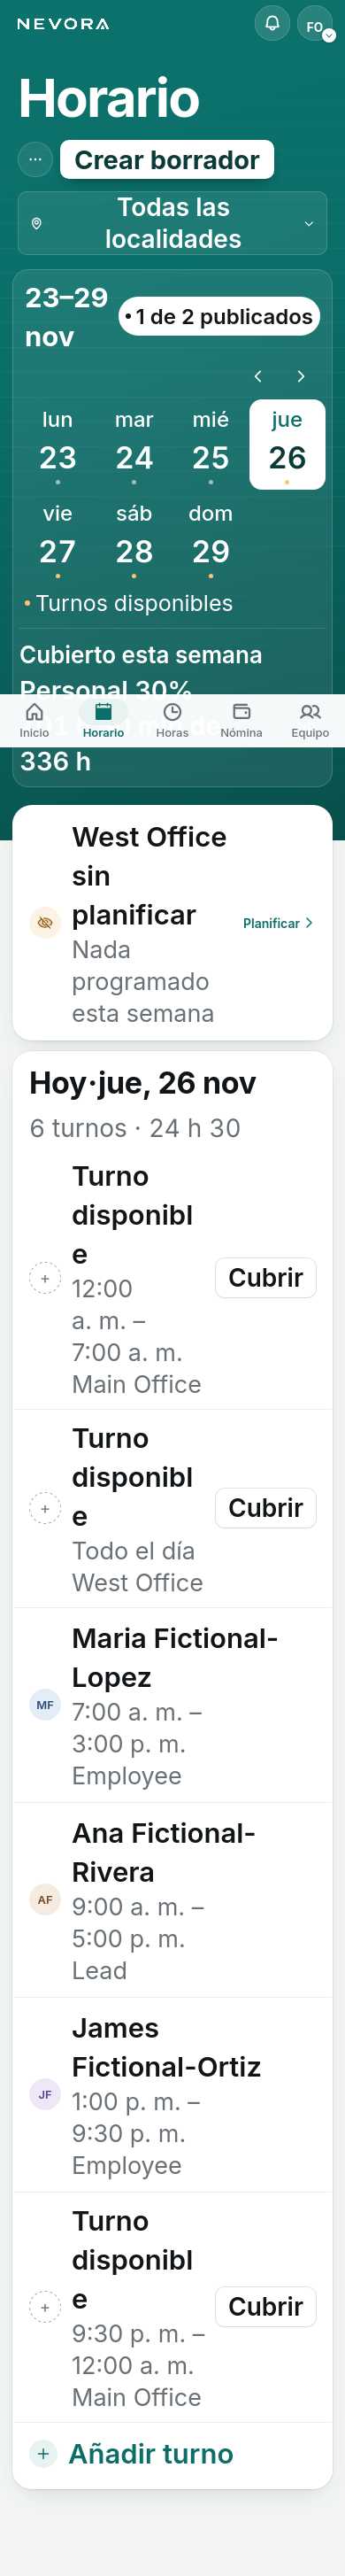 NEVORA
FO
Horario
Crear borrador
Todas las
localidades
23–29
nov
• 1 de 2 publicados
lun mar mié jue
23 24 25 26
vie sáb dom
27 28 29
Turnos disponibles
Cubierto esta semana
Personal 30%
Inicio Horario Horas Nómina Equipo
336 h
West Office
sin
planificar
Nada
programado
esta semana
Planificar
Hoy·jue, 26 nov
6 turnos · 24 h 30
Turno
disponibl
e
12:00
a. m. –
7:00 a. m.
Main Office
Cubrir
Turno
disponibl
e
Todo el día
West Office
Cubrir
MF
Maria Fictional-
Lopez
7:00 a. m. –
3:00 p. m.
Employee
AF
Ana Fictional-
Rivera
9:00 a. m. –
5:00 p. m.
Lead
JF
James
Fictional-Ortiz
1:00 p. m. –
9:30 p. m.
Employee
Turno
disponibl
e
9:30 p. m. –
12:00 a. m.
Main Office
Cubrir
+ Añadir turno